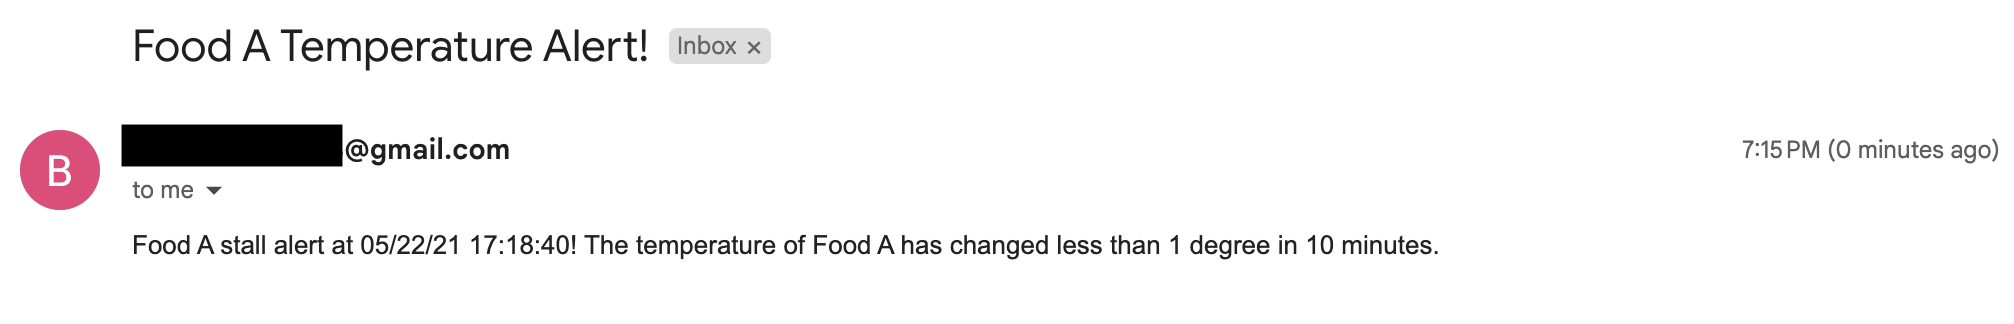 Food A Temperature Alert! Inbox ×
B
@gmail.com 7:15 PM (0 minutes ago)
to me
Food A stall alert at 05/22/21 17:18:40! The temperature of Food A has changed less than 1 degree in 10 minutes.